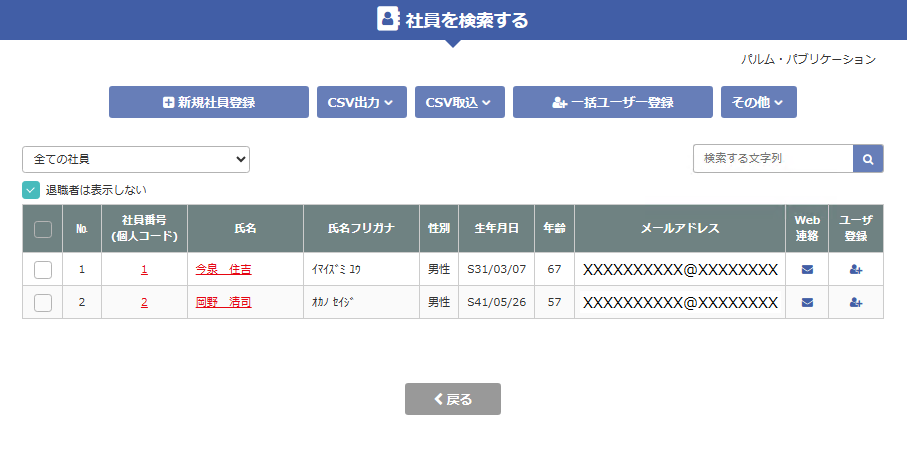 社員を検索する
パルム・パブリケーション
新規社員登録 CSV出力 CSV取込 一括ユーザー登録 その他
全ての社員 検索する文字列
退職者は表示しない
№ 社員番号 氏名 氏名フリガナ 性別 生年月日 年齢 メールアドレス Web ユーザ
(個人コード) 連絡 登録
1 1 今泉　住吉 ｲﾏｲｽﾞﾐ ﾕｳ 男性 S31/03/07 67 XXXXXXXXXX@XXXXXXXX
2 2 岡野　清司 ｵｶﾉ ｾｲｼﾞ 男性 S41/05/26 57 XXXXXXXXXX@XXXXXXXX
戻る